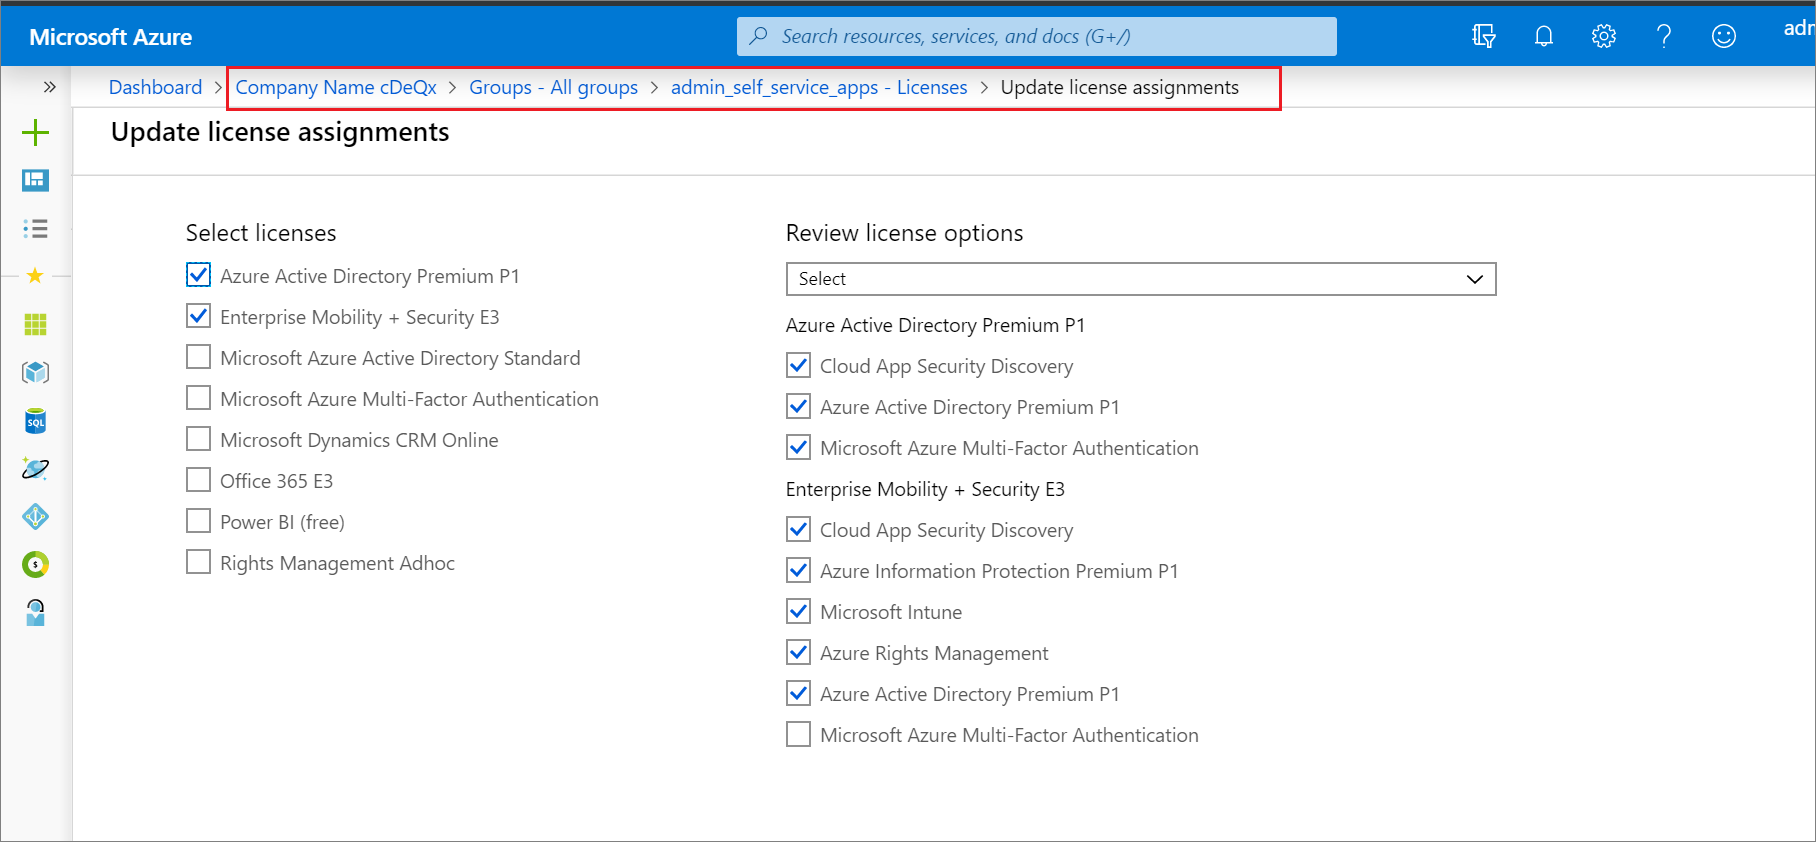 Microsoft Azure
Search resources, services, and docs (G+/)
adm
Dashboard > Company Name cDeQx > Groups - All groups > admin_self_service_apps - Licenses > Update license assignments
Update license assignments
Select licenses
Azure Active Directory Premium P1
Enterprise Mobility + Security E3
Microsoft Azure Active Directory Standard
Microsoft Azure Multi-Factor Authentication
Microsoft Dynamics CRM Online
Office 365 E3
Power BI (free)
Rights Management Adhoc
Review license options
Select
Azure Active Directory Premium P1
Cloud App Security Discovery
Azure Active Directory Premium P1
Microsoft Azure Multi-Factor Authentication
Enterprise Mobility + Security E3
Cloud App Security Discovery
Azure Information Protection Premium P1
Microsoft Intune
Azure Rights Management
Azure Active Directory Premium P1
Microsoft Azure Multi-Factor Authentication
SQL